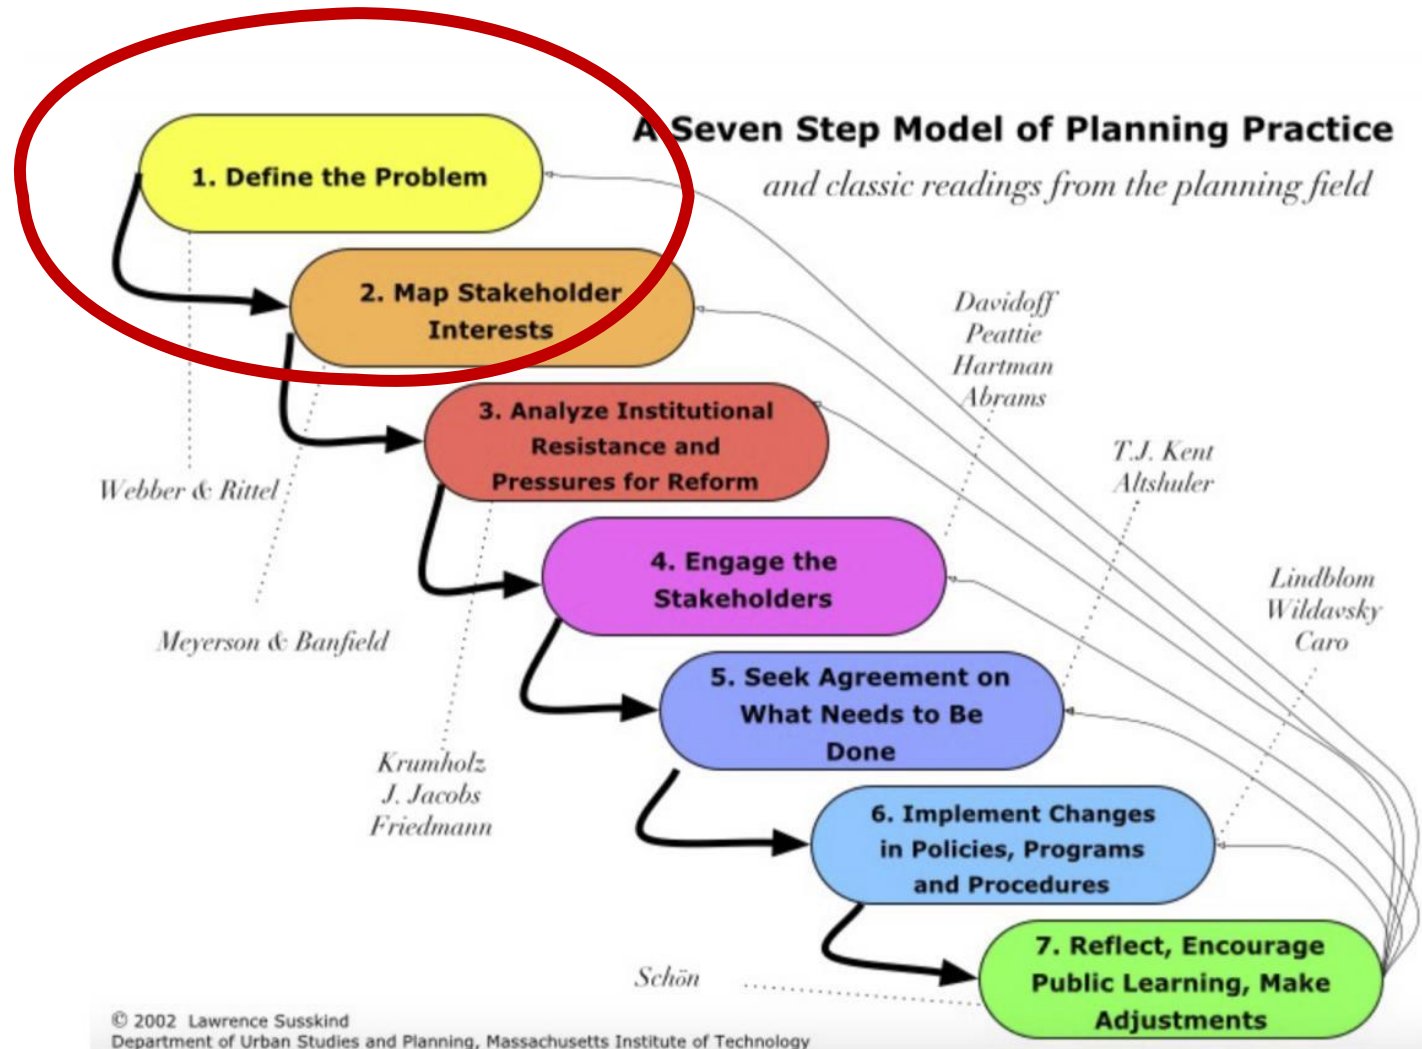 A Seven Step Model of Planning Practice
and classic readings from the planning field
1. Define the Problem
2. Map Stakeholder
Interests
3. Analyze Institutional
Resistance and
Pressures for Reform
4. Engage the
Stakeholders
5. Seek Agreement on
What Needs to Be
Done
6. Implement Changes
in Policies, Programs
and Procedures
7. Reflect, Encourage
Public Learning, Make
Adjustments
Webber & Rittel
Meyerson & Banfield
Krumholz
J. Jacobs
Friedmann
Davidoff
Peattie
Hartman
Abrams
T.J. Kent
Altshuler
Lindblom
Wildavsky
Caro
Schön
© 2002 Lawrence Susskind
Department of Urban Studies and Planning, Massachusetts Institute of Technology